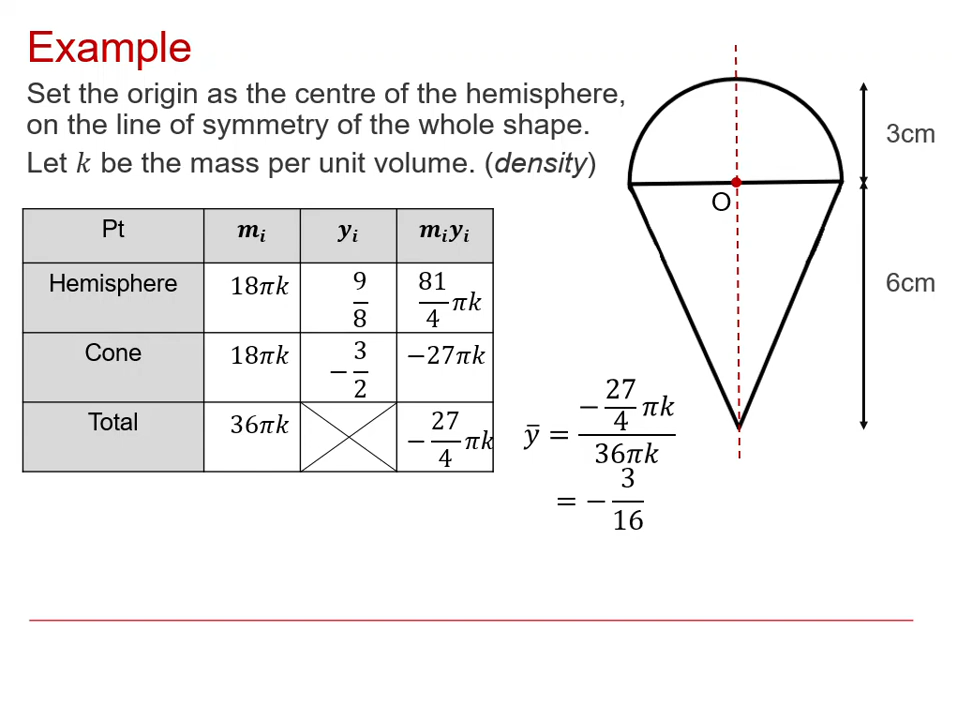 Example
Set the origin as the centre of the hemisphere,
on the line of symmetry of the whole shape.
Let k be the mass per unit volume. (density)
Pt mᵢ yᵢ mᵢyᵢ
Hemisphere 18πk 9/8 81/4 πk
Cone 18πk −3/2 −27πk
Total 36πk −27/4 πk
ȳ = (−27/4 πk)/(36πk)
= −3/16
O
3cm
6cm